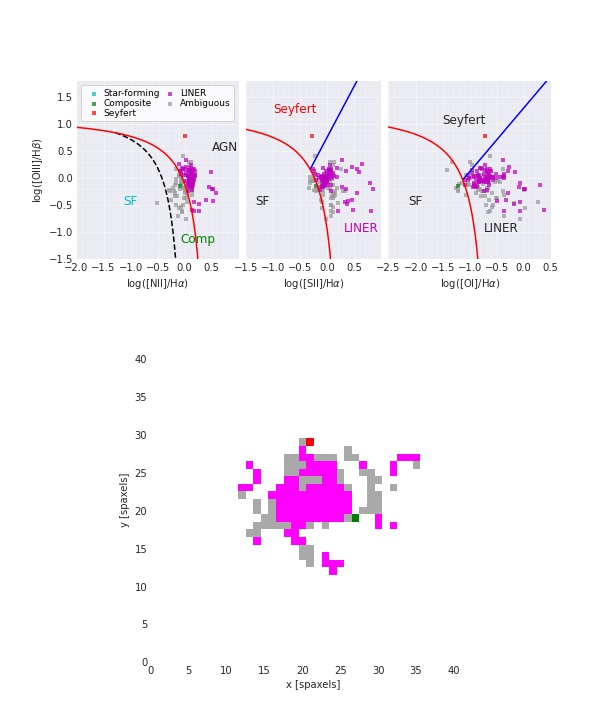 Star-forming
Composite
Seyfert
LINER
Ambiguous
1.5
1.0
0.5
0.0
−0.5
−1.0
−1.5
log([OIII]/Hβ)
SF
AGN
Comp
−2.0 −1.5 −1.0 −0.5 0.0 0.5
log([NII]/Hα)
Seyfert
SF
LINER
−2.0 −1.5 −1.0 −0.5 0.0 0.5
log([SII]/Hα)
Seyfert
SF
LINER
−2.5 −2.0 −1.5 −1.0 −0.5 0.0 0.5
log([OI]/Hα)
40
35
30
25
20
15
10
5
0
y [spaxels]
0 5 10 15 20 25 30 35 40
x [spaxels]